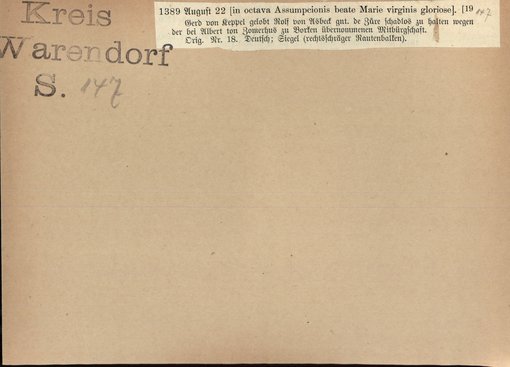 Kreis
Warendorf
S. 147
1389 August 22 [in octava Assumpcionis beate Marie virginis gloriose]. [19
147
Gerd von Keppel gelobt Rolf von Asbeck gnt. de Züre schadlos zu halten wegen
der bei Albert ton Zomerhus zu Borken übernommenen Mitbürgschaft.
Orig. Nr. 18. Deutsch; Siegel (rechtsschräger Rautenbalken).